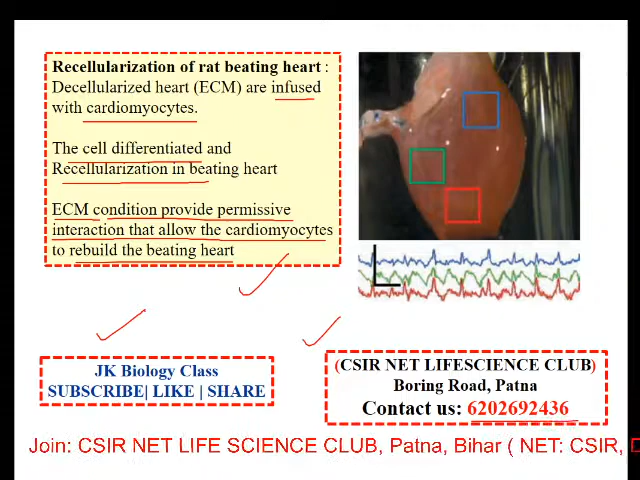 Recellularization of rat beating heart :
Decellularized heart (ECM) are infused
with cardiomyocytes.
The cell differentiated and
Recellularization in beating heart
ECM condition provide permissive
interaction that allow the cardiomyocytes
to rebuild the beating heart
JK Biology Class
SUBSCRIBE| LIKE | SHARE
(CSIR NET LIFESCIENCE CLUB)
Boring Road, Patna
Contact us: 6202692436
Join: CSIR NET LIFE SCIENCE CLUB, Patna, Bihar ( NET: CSIR,